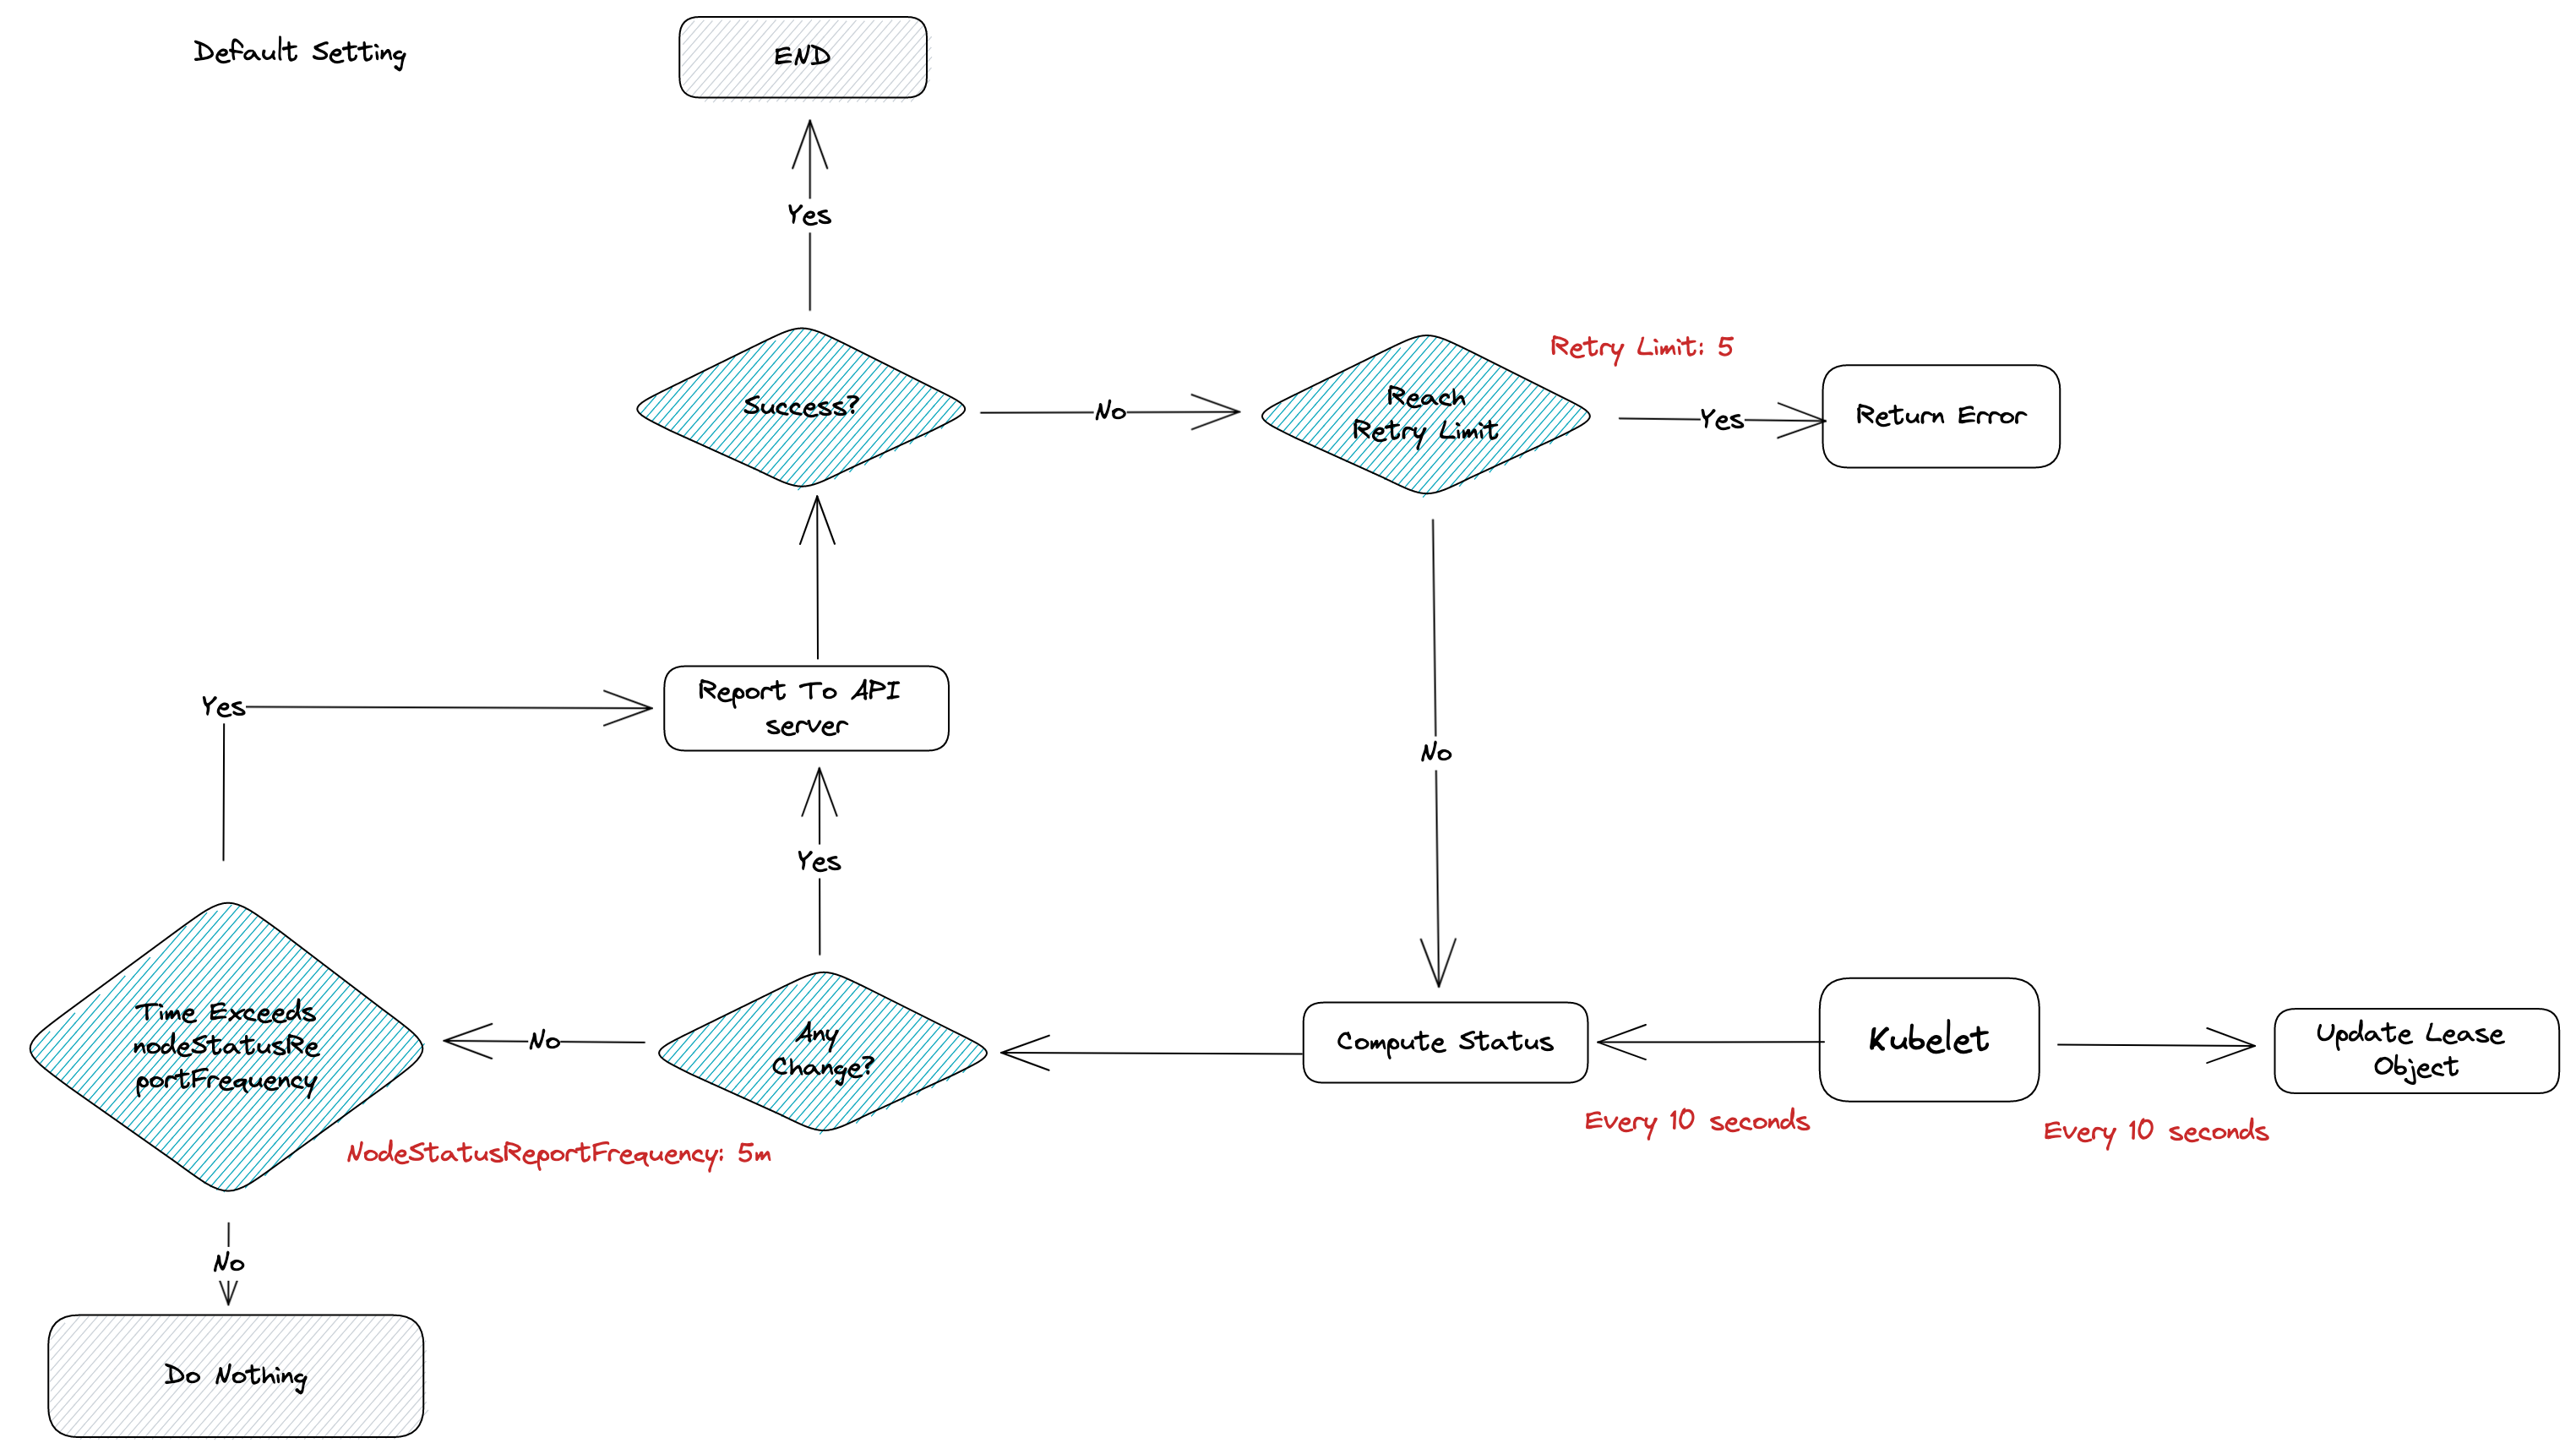 Default Setting
END
Yes
Success?
No
Reach
Retry Limit
Retry Limit: 5
Yes
Return Error
Yes
Report To API
server
No
Yes
Time Exceeds
nodeStatusRe
portFrequency
No
Any
Change?
Compute Status
Kubelet
Update Lease
Object
Every 10 seconds
Every 10 seconds
NodeStatusReportFrequency: 5m
No
Do Nothing